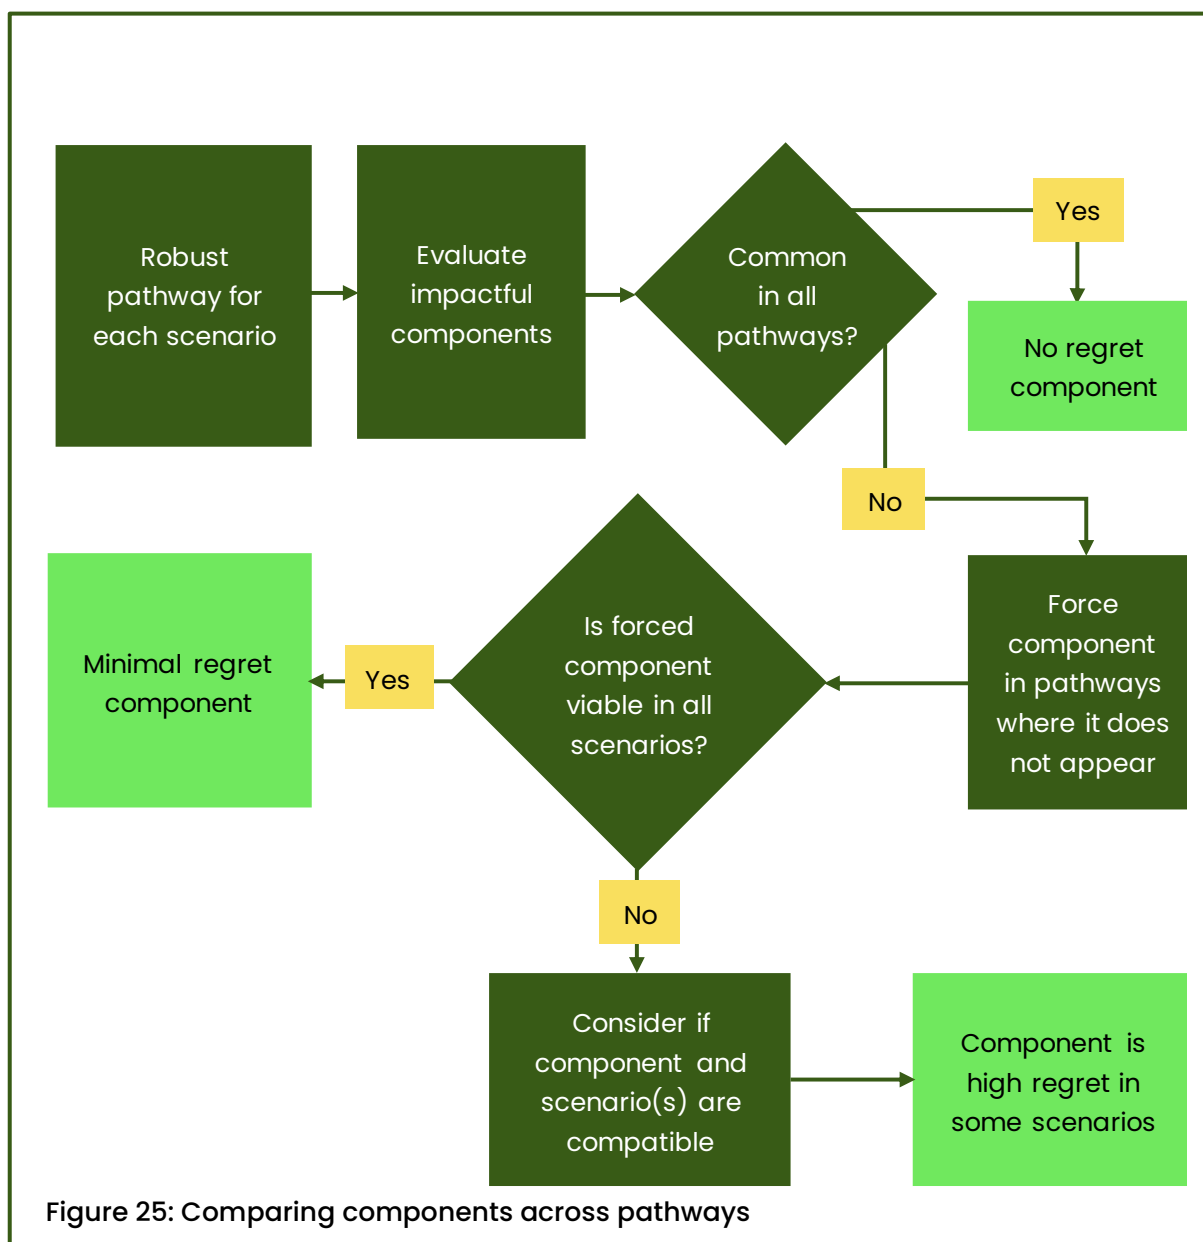 Robust
pathway for
each scenario
Evaluate
impactful
components
Common
in all
pathways?
Yes
No regret
component
No
Force
component
in pathways
where it does
not appear
Is forced
component
viable in all
scenarios?
Yes
Minimal regret
component
No
Consider if
component and
scenario(s) are
compatible
Component is
high regret in
some scenarios
Figure 25: Comparing components across pathways